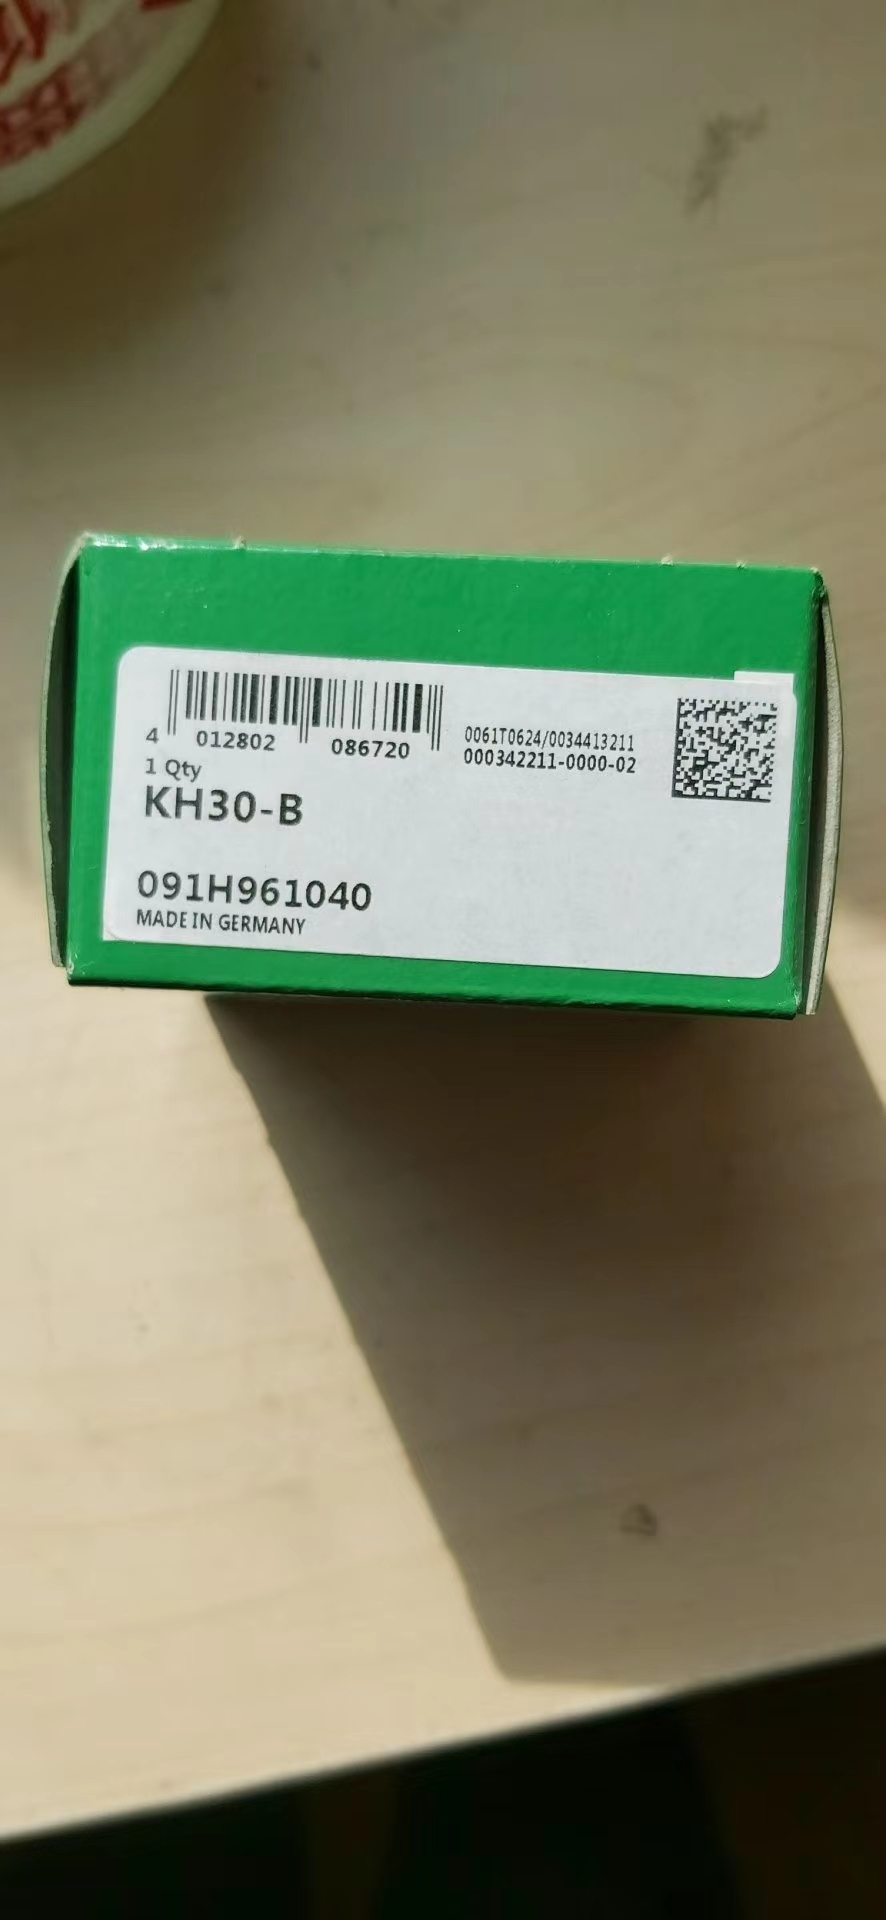 4 012802 086720
0061T0624/0034413211
000342211-0000-02
1 Qty
KH30-B
091H961040
MADE IN GERMANY